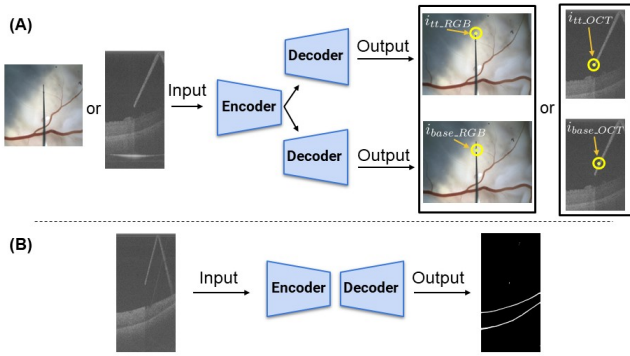 (A)
or
Input
Encoder
Decoder
Decoder
Output
Output
i_tt_RGB
i_base_RGB
or
i_tt_OCT
i_base_OCT
(B)
Input
Encoder
Decoder
Output